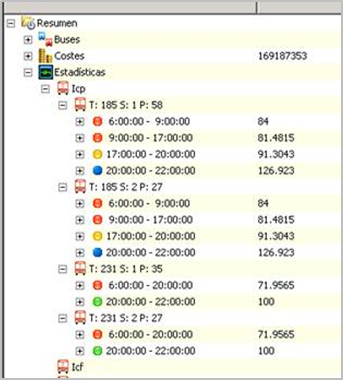 Resumen
Buses
Costes 169187353
Estadísticas
Icp
T: 185 S: 1 P: 58
6:00:00 - 9:00:00 84
9:00:00 - 17:00:00 81.4815
17:00:00 - 20:00:00 91.3043
20:00:00 - 22:00:00 126.923
T: 185 S: 2 P: 27
6:00:00 - 9:00:00 84
9:00:00 - 17:00:00 81.4815
17:00:00 - 20:00:00 91.3043
20:00:00 - 22:00:00 126.923
T: 231 S: 1 P: 35
6:00:00 - 20:00:00 71.9565
20:00:00 - 22:00:00 100
T: 231 S: 2 P: 27
6:00:00 - 20:00:00 71.9565
20:00:00 - 22:00:00 100
Icf